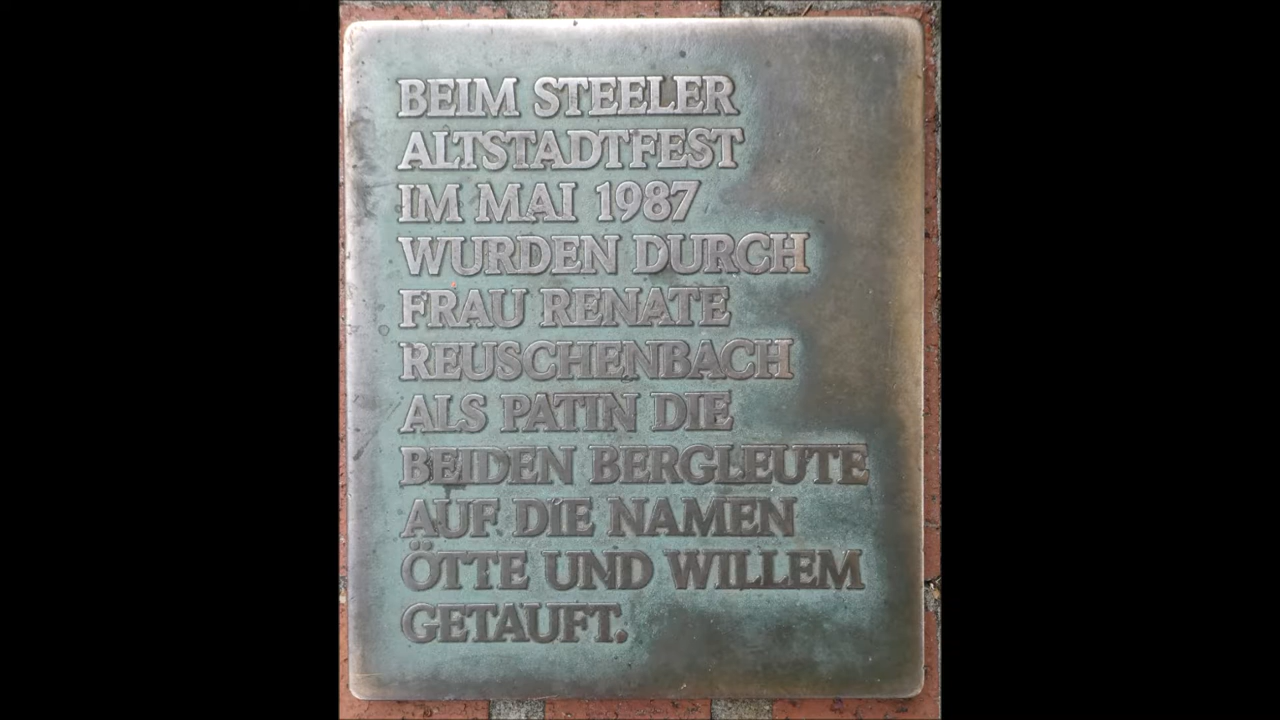 BEIM STEELER
ALTSTADTFEST
IM MAI 1987
WURDEN DURCH
FRAU RENATE
REUSCHENBACH
ALS PATIN DIE
BEIDEN BERGLEUTE
AUF DIE NAMEN
ÖTTE UND WILLEM
GETAUFT.